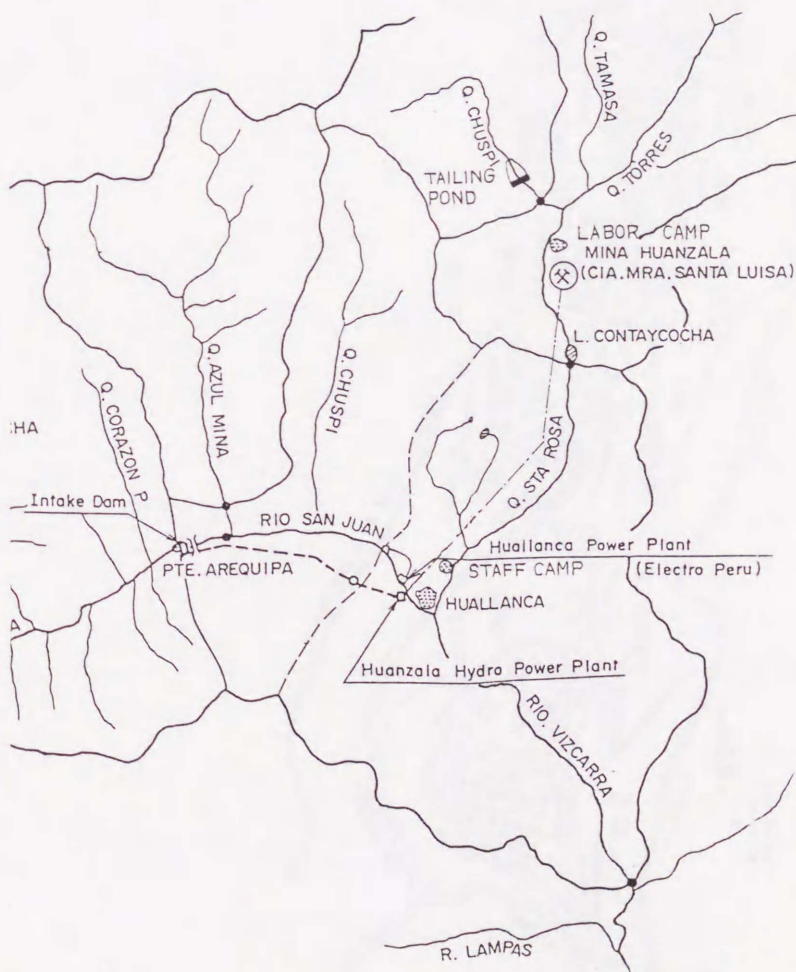 Q. TAMASA
Q. CHUSPI
Q. TORRES
TAILING
POND
LABOR CAMP
MINA HUANZALA
(CIA. MRA. SANTA LUISA)
L. CONTAYCOCHA
Q. AZUL MINA
Q. CHUSPI
Q. CORAZON P.
HA
Q. STA ROSA
Intake Dam
RIO SAN JUAN
Huallanca Power Plant
(Electro Peru)
PTE. AREQUIPA
STAFF CAMP
HUALLANCA
A
Huanzala Hydro Power Plant
RIO. VIZCARRA
R. LAMPAS